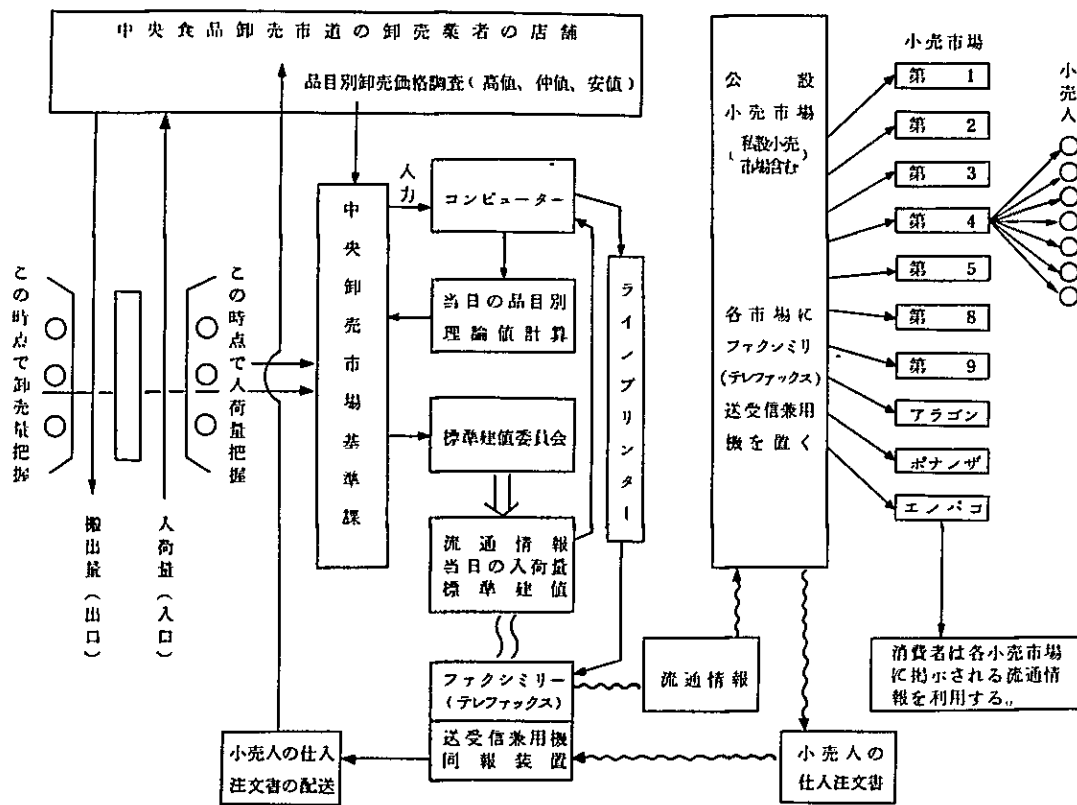 中央食品卸売市道の卸売業者の店舗
品目別卸売価格調査(高値、仲値、安値)
この時点で卸売量把握
この時点で入荷量把握
搬出量(出口)
入荷量(入口)
中央卸売市場基準課
入力
コンピューター
当日の品目別
理論値計算
標準建値委員会
流通情報
当日の入荷量
標準建値
ラインプリンター
ファクシミリー
(テレファックス)
送受信兼用機
同報装置
小売人の仕入
注文書の配送
流通情報
公設
小売市場
(私設小売
市場含む)
各市場に
ファクシミリ
(テレファックス)
送受信兼用
機を置く
小売市場
第1
第2
第3
第4
第5
第8
第9
アラゴン
ボナンザ
エノパコ
小売人
消費者は各小売市場
に掲示される流通情
報を利用する。
小売人の
仕入注文書